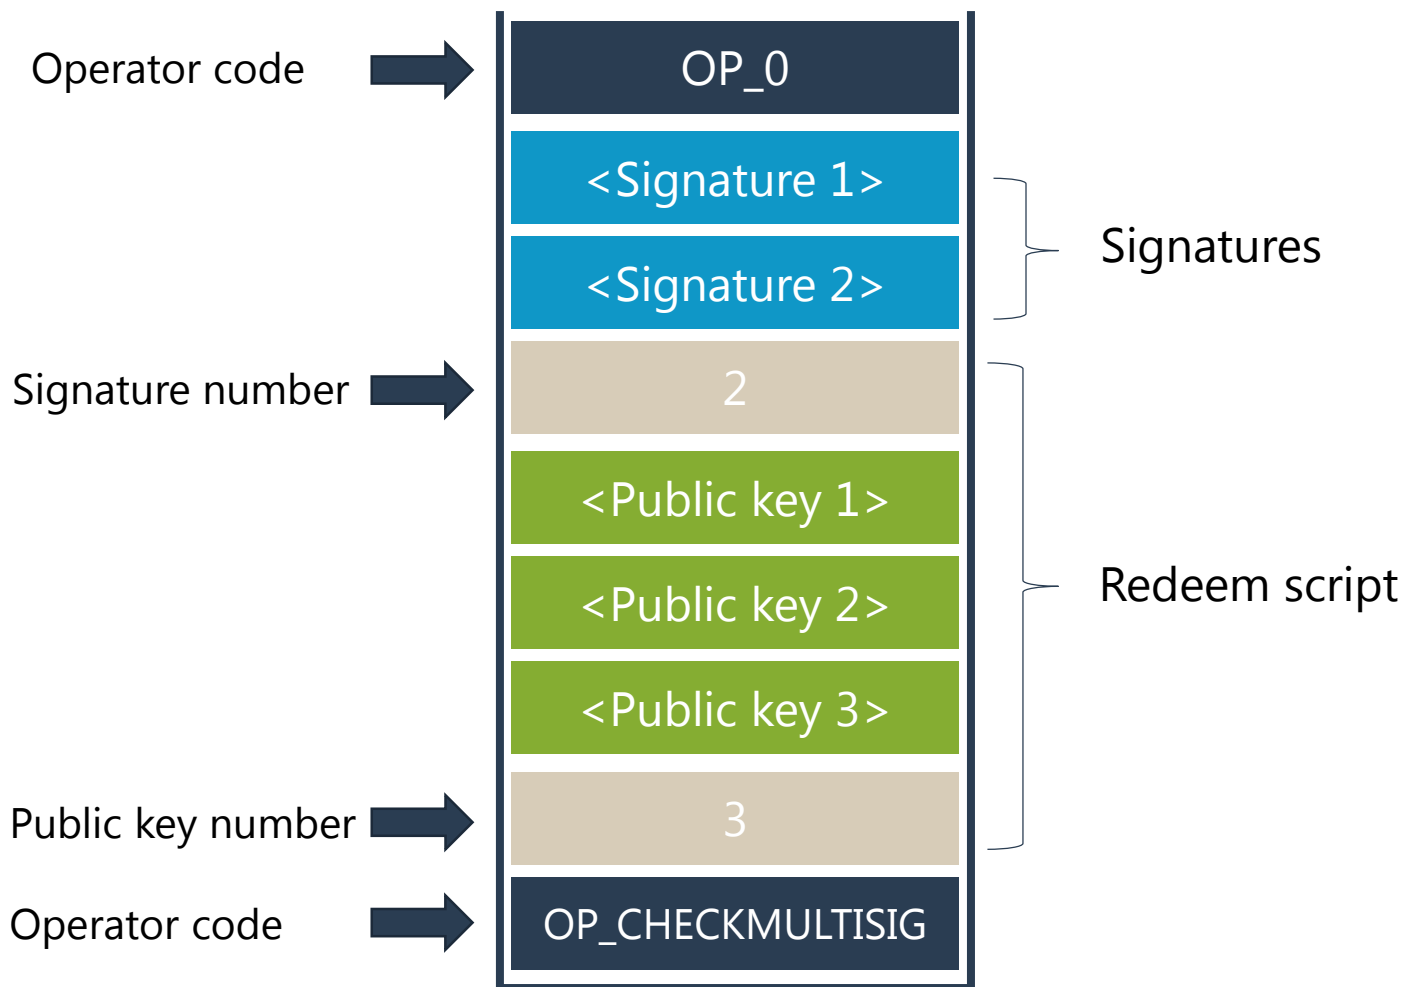 Operator code
OP_0
<Signature 1>
Signatures
<Signature 2>
Signature number
2
<Public key 1>
Redeem script
<Public key 2>
<Public key 3>
Public key number
3
Operator code
OP_CHECKMULTISIG